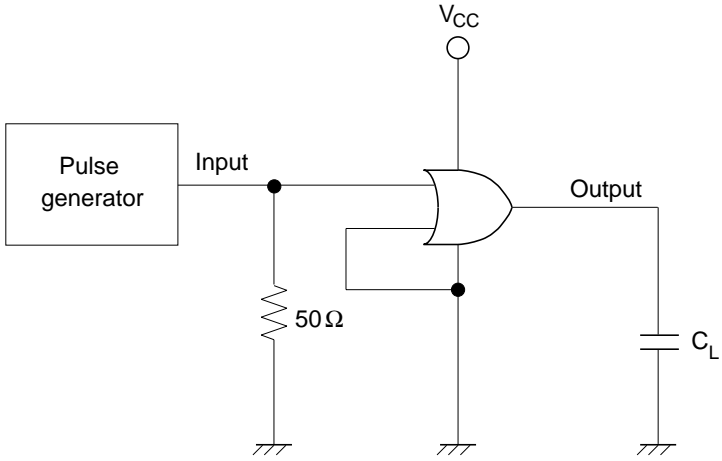 VCC
Pulse
generator
Input
Output
50Ω
CL